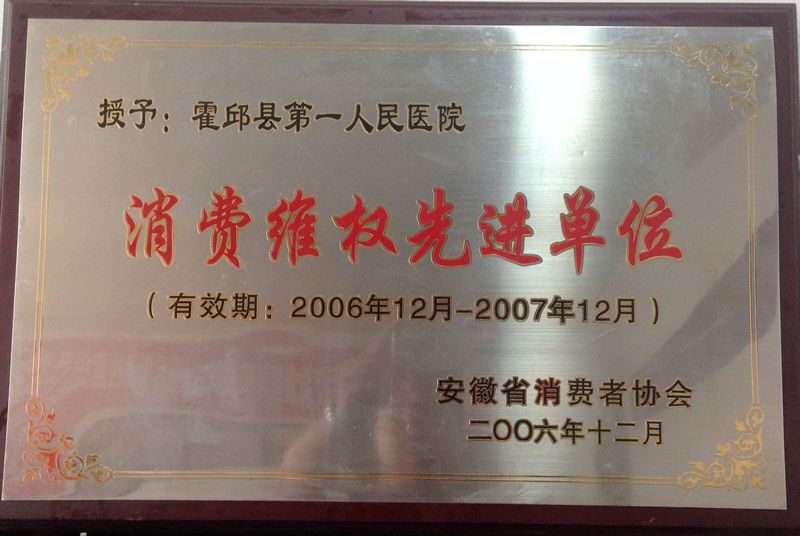 授予：霍邱县第一人民医院
消费维权先进单位
（有效期：2006年12月-2007年12月）
安徽省消费者协会
二〇〇六年十二月